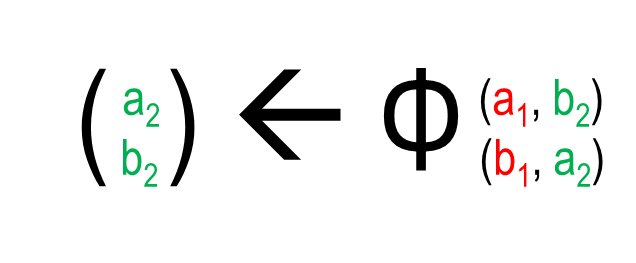 (a₂ b₂) ← Φ (a₁, b₂)
(b₁, a₂)